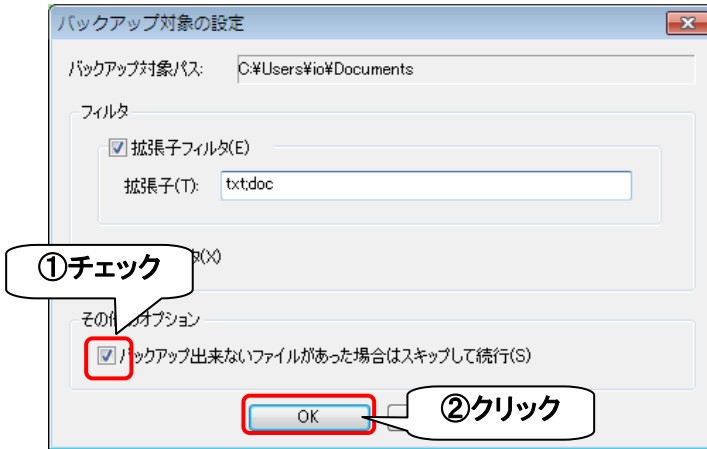 バックアップ対象の設定
バックアップ対象パス: C:¥Users¥io¥Documents
フィルタ
拡張子フィルタ(E)
拡張子(T): txt;doc
①チェック
タ(X)
その他のオプション
バックアップ出来ないファイルがあった場合はスキップして続行(S)
OK
②クリック